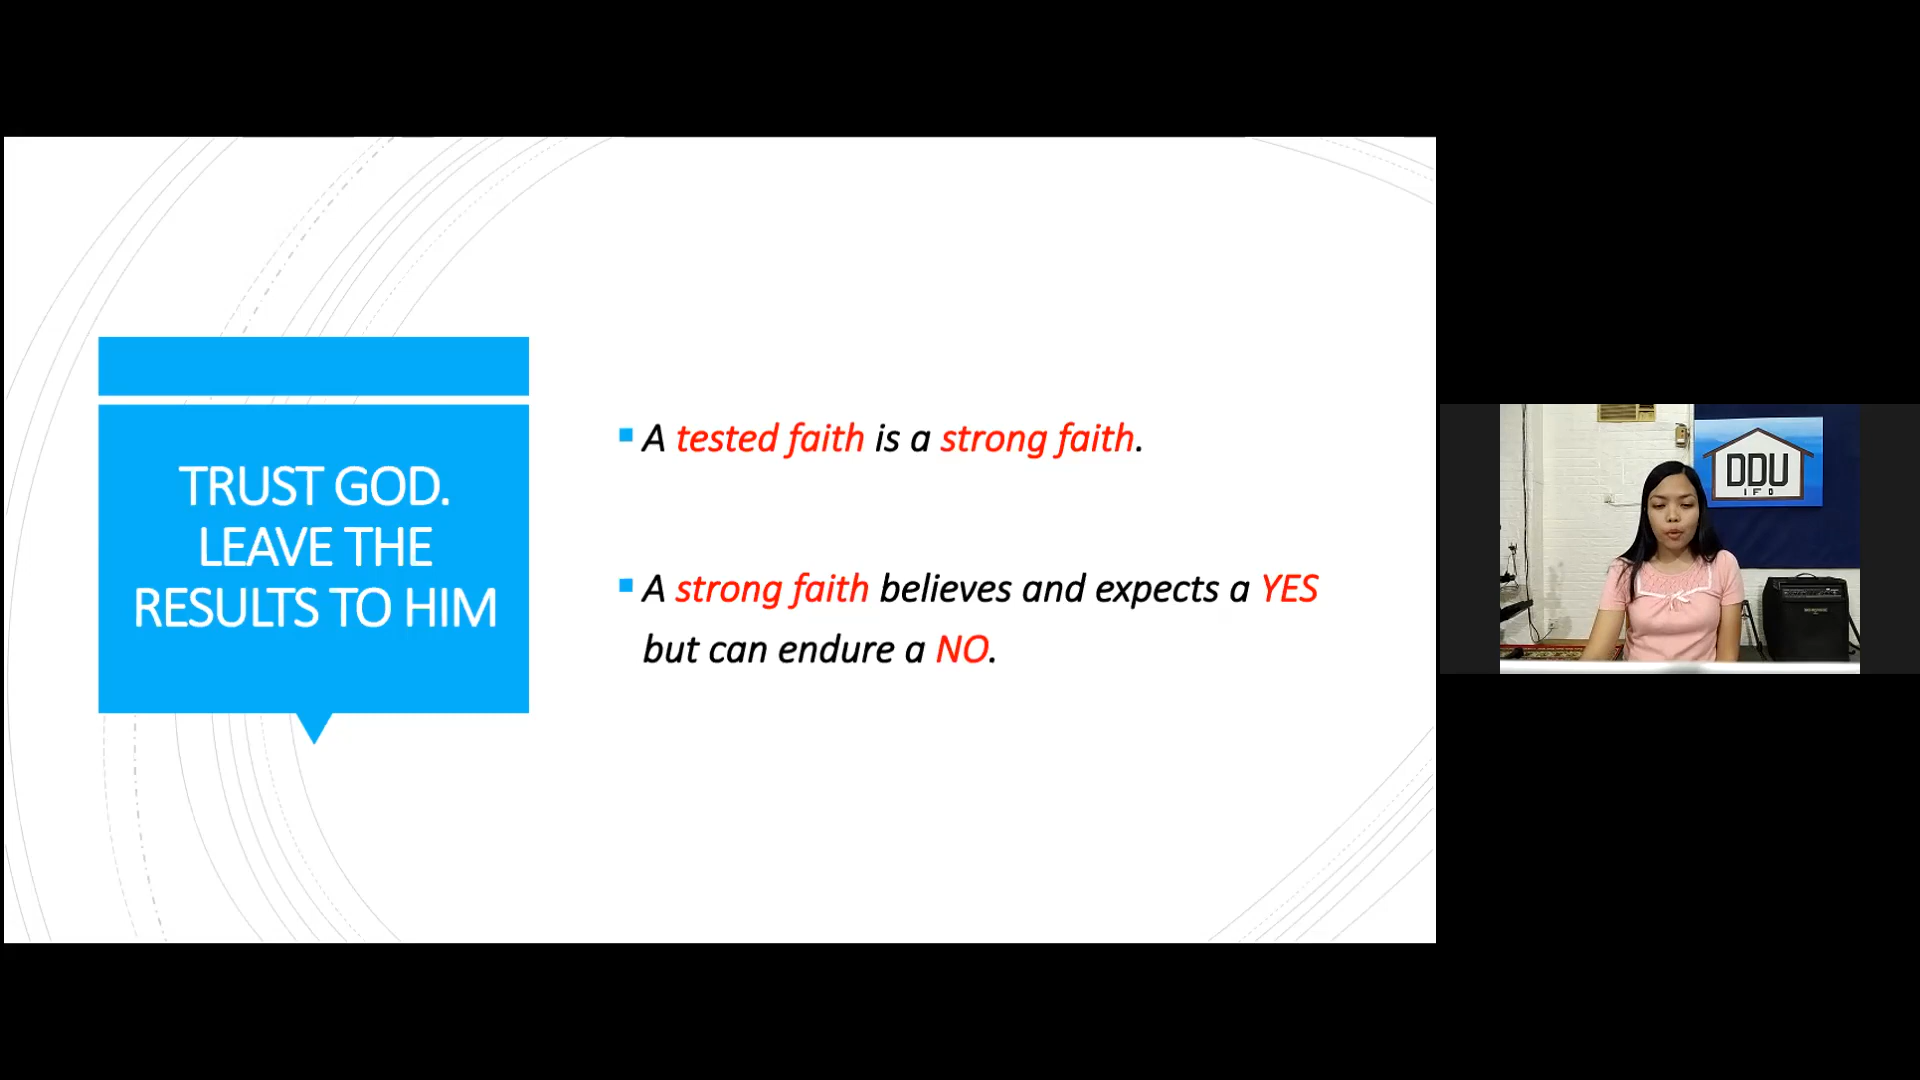 TRUST GOD.
LEAVE THE
RESULTS TO HIM
A tested faith is a strong faith.
A strong faith believes and expects a YES
but can endure a NO.
DDU
IFO